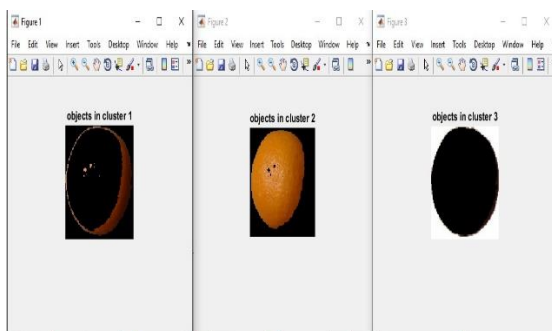 Figure 1
File Edit View Insert Tools Desktop Window Help
objects in cluster 1
Figure 2
File Edit View Insert Tools Desktop Window Help
objects in cluster 2
Figure 3
File Edit View Insert Tools Desktop Window Help
objects in cluster 3